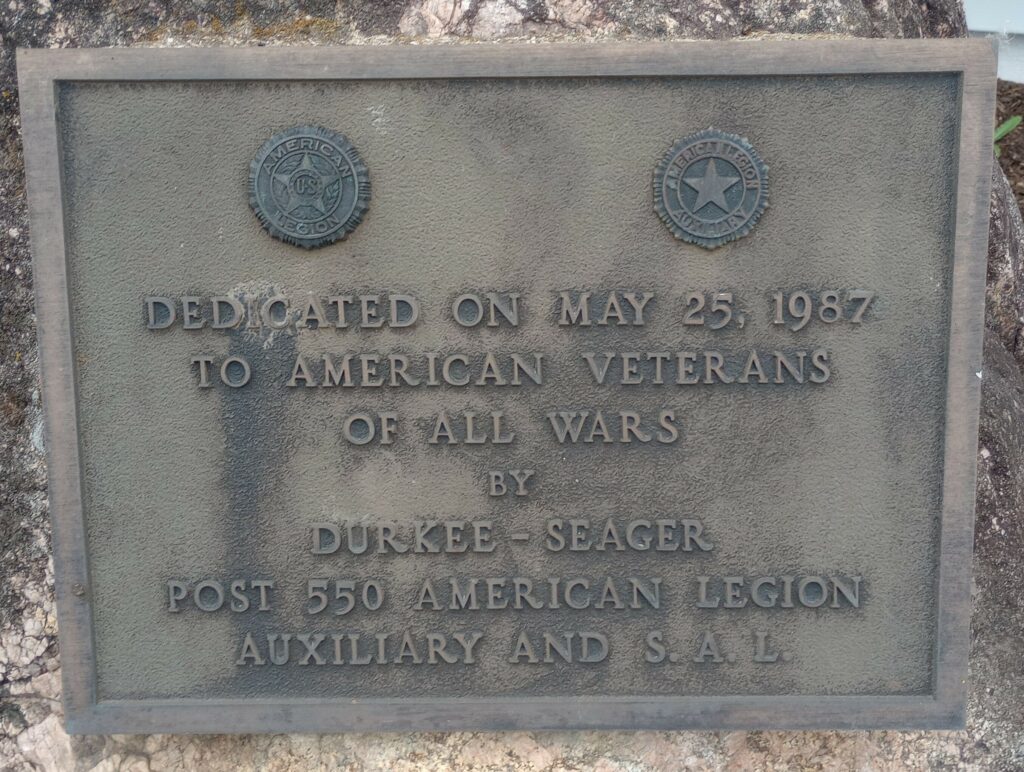 AMERICAN
U·S
LEGION
AMERICAN LEGION
AUXILIARY
DEDICATED ON MAY 25, 1987
TO AMERICAN VETERANS
OF ALL WARS
BY
DURKEE – SEAGER
POST 550 AMERICAN LEGION
AUXILIARY AND S. A. L.